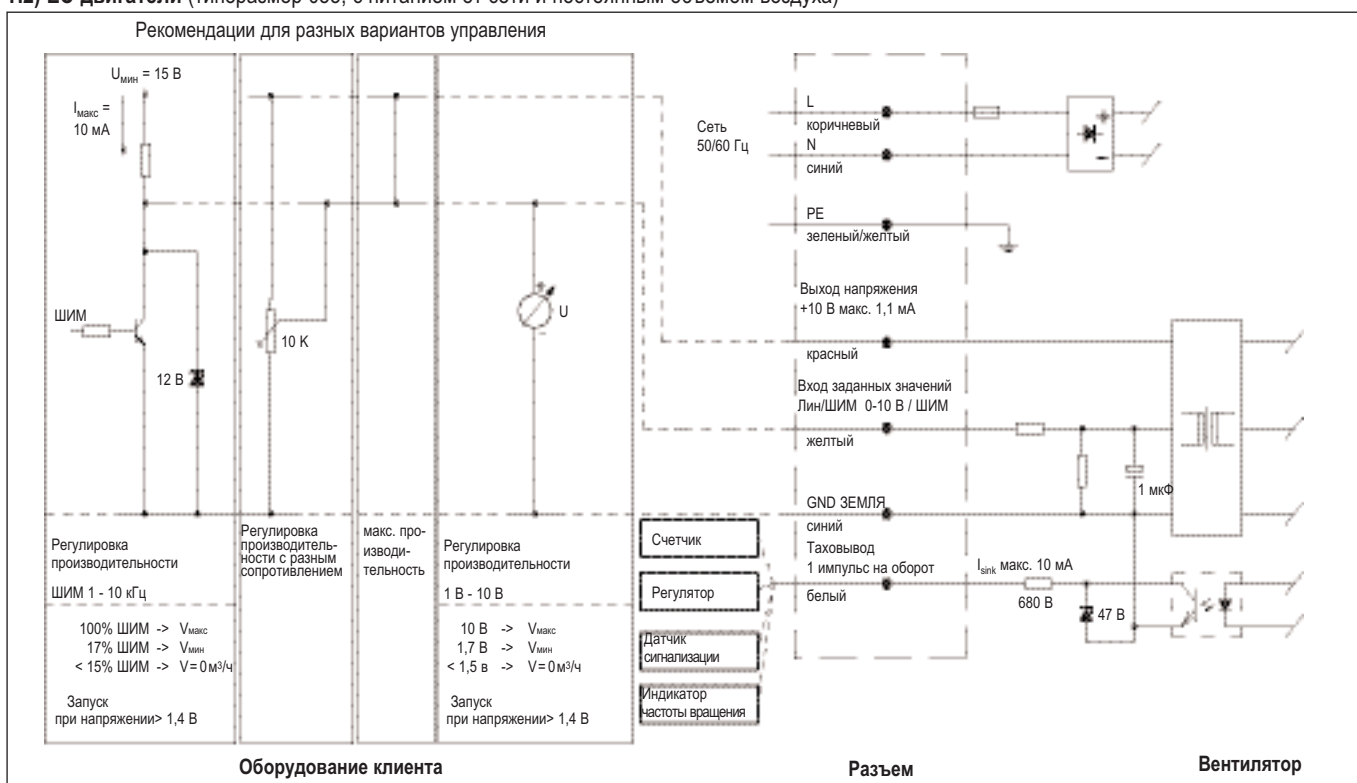 Рекомендации для разных вариантов управления
Uмин = 15 В
Iмакс =
10 мА
ШИМ
12 В
10 K
U
Регулировка
производительности
ШИМ 1 - 10 кГц
100% ШИМ -> Vмакс
17% ШИМ -> Vмин
< 15% ШИМ -> V=0 м³/ч
Запуск
при напряжении> 1,4 В
Регулировка
производитель-
ности с разным
сопротивлением
макс. про-
изводи-
тельность
Регулировка
производительности
1 В - 10 В
10 В -> Vмакс
1,7 В -> Vмин
< 1,5 в -> V=0 м³/ч
Запуск
при напряжении> 1,4 В
Оборудование клиента
Сеть
50/60 Гц
L
коричневый
N
синий
PE
зеленый/желтый
Выход напряжения
+10 В макс. 1,1 мА
красный
Вход заданных значений
Лин/ШИМ 0-10 В / ШИМ
желтый
GND ЗЕМЛЯ
синий
Таховывод
1 импульс на оборот
белый
Счетчик
Регулятор
Датчик
сигнализации
Индикатор
частоты вращения
Разъем
1 мкФ
Isink макс. 10 мА
680 В
47 В
Вентилятор